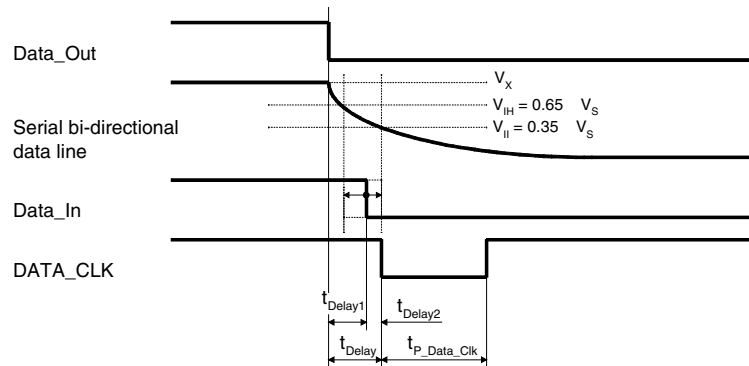 Data_Out
V_X
V_IH = 0.65 V_S
V_II = 0.35 V_S
Serial bi-directional
data line
Data_In
DATA_CLK
t_Delay1
t_Delay2
t_Delay
t_P_Data_Clk